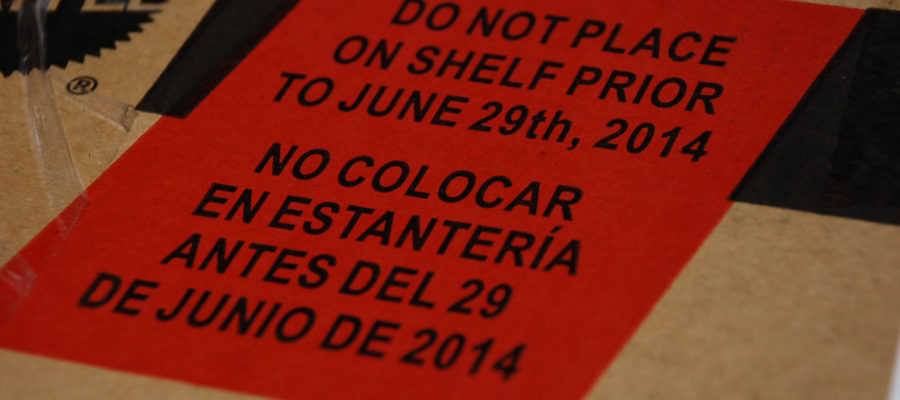 DO NOT PLACE
ON SHELF PRIOR
TO JUNE 29th, 2014
NO COLOCAR
EN ESTANTERÍA
ANTES DEL 29
DE JUNIO DE 2014
®